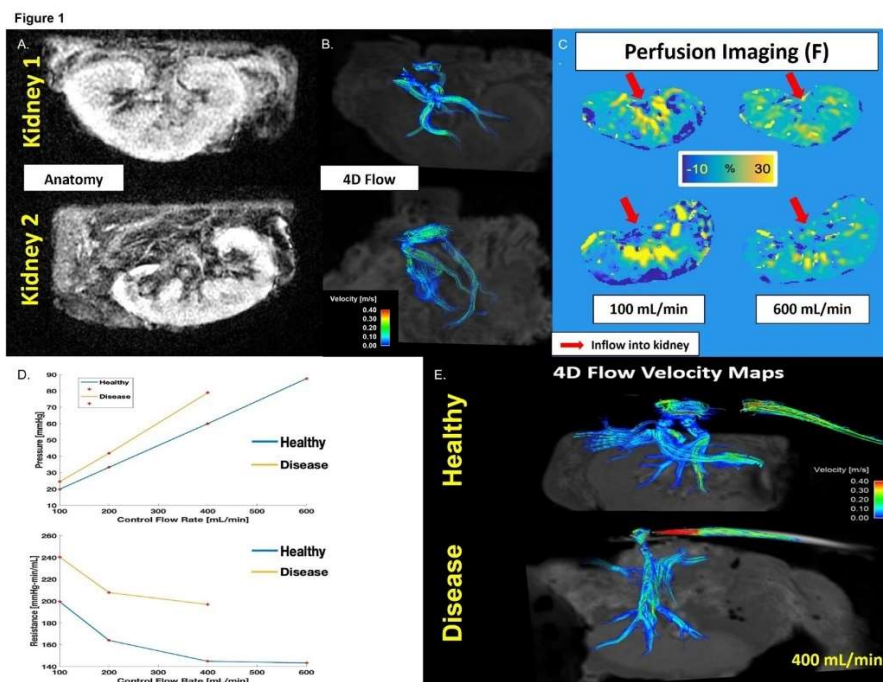 Figure 1
A.
Kidney 1
Anatomy
Kidney 2
B.
4D Flow
Velocity [m/s]
0.40
0.30
0.20
0.10
0.00
C
.
Perfusion Imaging (F)
-10 % 30
100 mL/min
600 mL/min
Inflow into kidney
D.
Healthy
Disease
90
80
70
60
50
40
30
20
10
Pressure [mmHg]
Healthy
Disease
100 200 300 400 500 600
Control Flow Rate [mL/min]
260
240
220
200
180
160
140
Resistance [mmHg-min/mL]
Healthy
Disease
100 200 300 400 500 600
Control Flow Rate [mL/min]
E.
4D Flow Velocity Maps
Healthy
Velocity [m/s]
0.40
0.30
0.20
0.10
0.00
Disease
400 mL/min